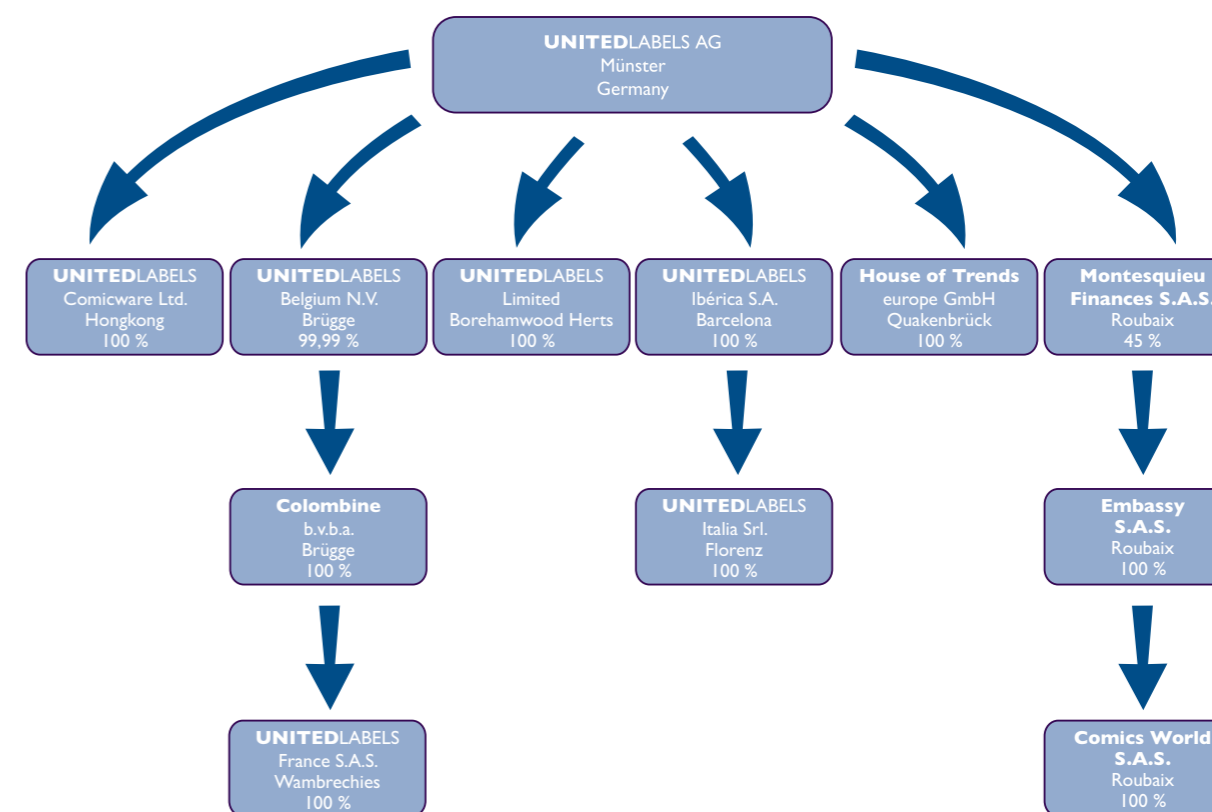 UNITEDLABELS AG
Münster
Germany
UNITEDLABELS
Comicware Ltd.
Hongkong
100 %
UNITEDLABELS
Belgium N.V.
Brügge
99,99 %
UNITEDLABELS
Limited
Borehamwood Herts
100 %
UNITEDLABELS
Ibérica S.A.
Barcelona
100 %
House of Trends
europe GmbH
Quakenbrück
100 %
Montesquieu
Finances S.A.S.
Roubaix
45 %
Colombine
b.v.b.a.
Brügge
100 %
UNITEDLABELS
Italia Srl.
Florenz
100 %
Embassy
S.A.S.
Roubaix
100 %
UNITEDLABELS
France S.A.S.
Wambrechies
100 %
Comics World
S.A.S.
Roubaix
100 %